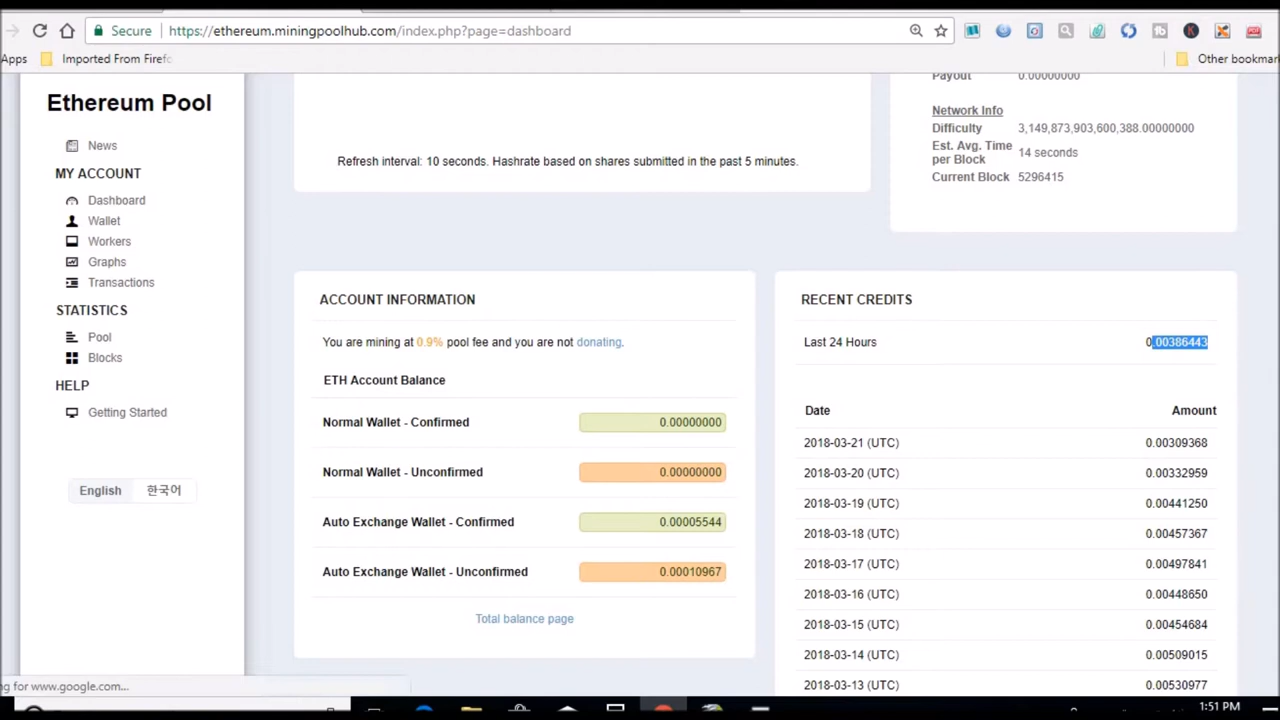 Secure
https://ethereum.miningpoolhub.com/index.php?page=dashboard
Apps
Imported From Firefo
Other bookmar
Ethereum Pool
News
MY ACCOUNT
Dashboard
Wallet
Workers
Graphs
Transactions
STATISTICS
Pool
Blocks
HELP
Getting Started
English 한국어
Refresh interval: 10 seconds. Hashrate based on shares submitted in the past 5 minutes.
Payout 0.00000000
Network Info
Difficulty 3,149,873,903,600,388.00000000
Est. Avg. Time per Block 14 seconds
Current Block 5296415
ACCOUNT INFORMATION
You are mining at 0.9% pool fee and you are not donating.
ETH Account Balance
Normal Wallet - Confirmed 0.00000000
Normal Wallet - Unconfirmed 0.00000000
Auto Exchange Wallet - Confirmed 0.00005544
Auto Exchange Wallet - Unconfirmed 0.00010967
Total balance page
RECENT CREDITS
Last 24 Hours 0.00386443
Date Amount
2018-03-21 (UTC) 0.00309368
2018-03-20 (UTC) 0.00332959
2018-03-19 (UTC) 0.00441250
2018-03-18 (UTC) 0.00457367
2018-03-17 (UTC) 0.00497841
2018-03-16 (UTC) 0.00448650
2018-03-15 (UTC) 0.00454684
2018-03-14 (UTC) 0.00509015
2018-03-13 (UTC) 0.00530977
ng for www.google.com...
1:51 PM